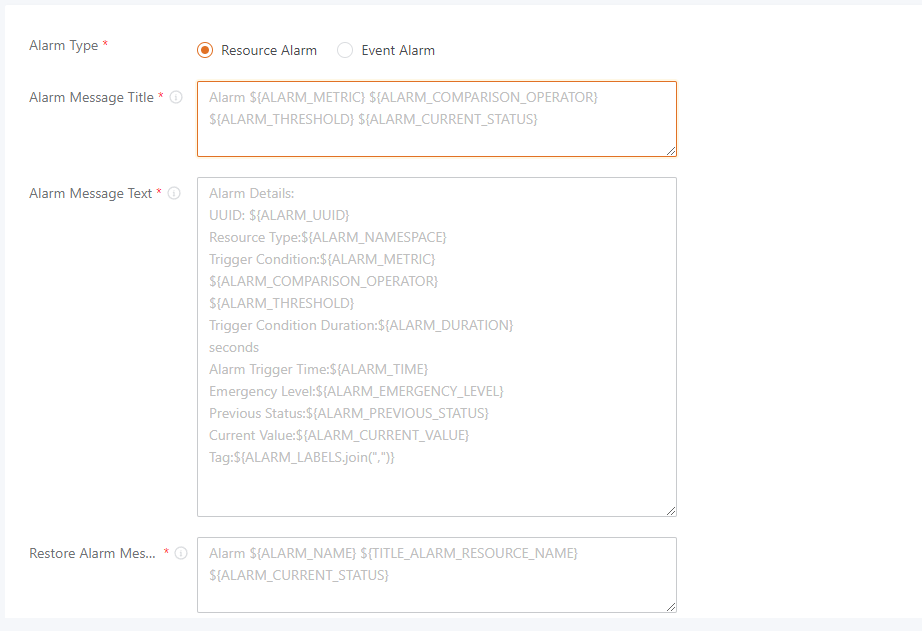 Alarm Type *
Resource Alarm
Event Alarm
Alarm Message Title *
Alarm ${ALARM_METRIC} ${ALARM_COMPARISON_OPERATOR}
${ALARM_THRESHOLD} ${ALARM_CURRENT_STATUS}
Alarm Message Text *
Alarm Details:
UUID: ${ALARM_UUID}
Resource Type:${ALARM_NAMESPACE}
Trigger Condition:${ALARM_METRIC}
${ALARM_COMPARISON_OPERATOR}
${ALARM_THRESHOLD}
Trigger Condition Duration:${ALARM_DURATION}
seconds
Alarm Trigger Time:${ALARM_TIME}
Emergency Level:${ALARM_EMERGENCY_LEVEL}
Previous Status:${ALARM_PREVIOUS_STATUS}
Current Value:${ALARM_CURRENT_VALUE}
Tag:${ALARM_LABELS.join(",")}
Restore Alarm Mes... *
Alarm ${ALARM_NAME} ${TITLE_ALARM_RESOURCE_NAME}
${ALARM_CURRENT_STATUS}